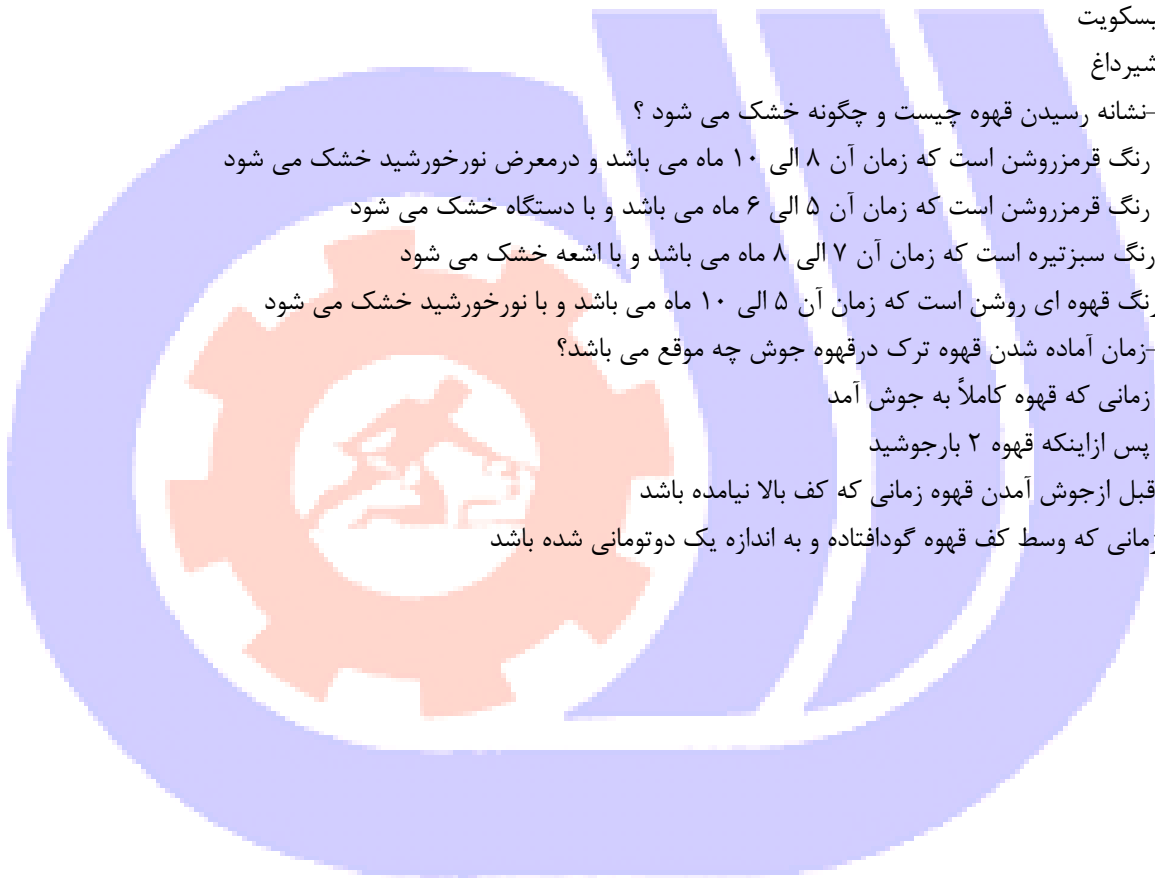 یسکویت
شیرداغ
-نشانه رسیدن قهوه چیست و چگونه خشک می شود ؟
رنگ قرمزروشن است که زمان آن ۸ الی ۱۰ ماه می باشد و درمعرض نورخورشید خشک می شود
رنگ قرمزروشن است که زمان آن ۵ الی ۶ ماه می باشد و با دستگاه خشک می شود
رنگ سبزتیره است که زمان آن ۷ الی ۸ ماه می باشد و با اشعه خشک می شود
رنگ قهوه ای روشن است که زمان آن ۵ الی ۱۰ ماه می باشد و با نورخورشید خشک می شود
-زمان آماده شدن قهوه ترک درقهوه جوش چه موقع می باشد؟
زمانی که قهوه کاملاً به جوش آمد
پس ازاینکه قهوه ۲ بارجوشید
قبل ازجوش آمدن قهوه زمانی که کف بالا نیامده باشد
زمانی که وسط کف قهوه گودافتاده و به اندازه یک دوتومانی شده باشد